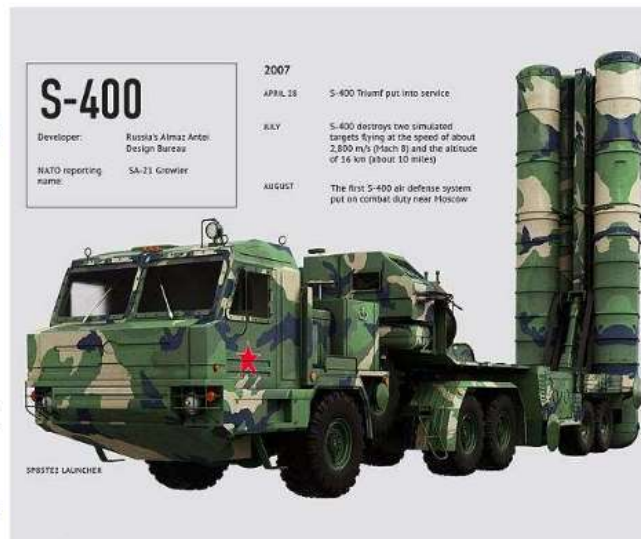 S-400
Developer: Russia's Almaz Antei
Design Bureau
NATO reporting SA-21 Growler
name:
2007
APRIL 28 S-400 Triumf put into service
JULY S-400 destroys two simulated
targets flying at the speed of about
2,800 m/s (Mach 8) and the altitude
of 16 km (about 10 miles)
AUGUST The first S-400 air defense system
put on combat duty near Moscow
5P85TE2 LAUNCHER